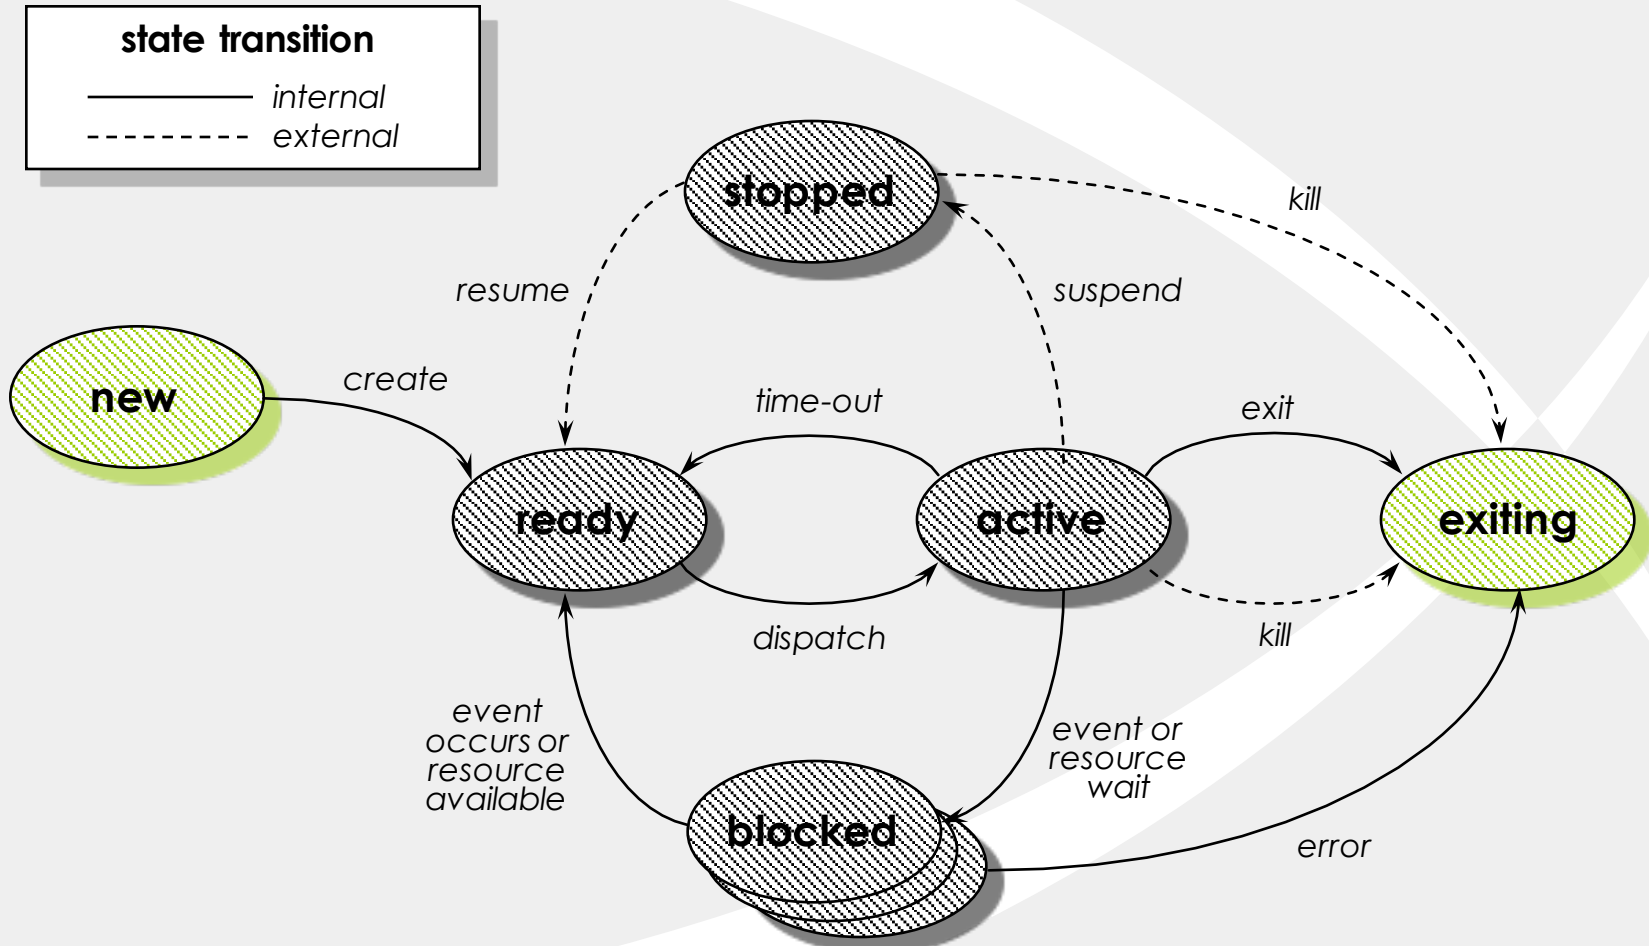 state transition
internal
external
stopped
kill
resume
suspend
new
create
time-out
exit
ready
active
exiting
dispatch
kill
event
occurs or
resource
available
event or
resource
wait
blocked
error